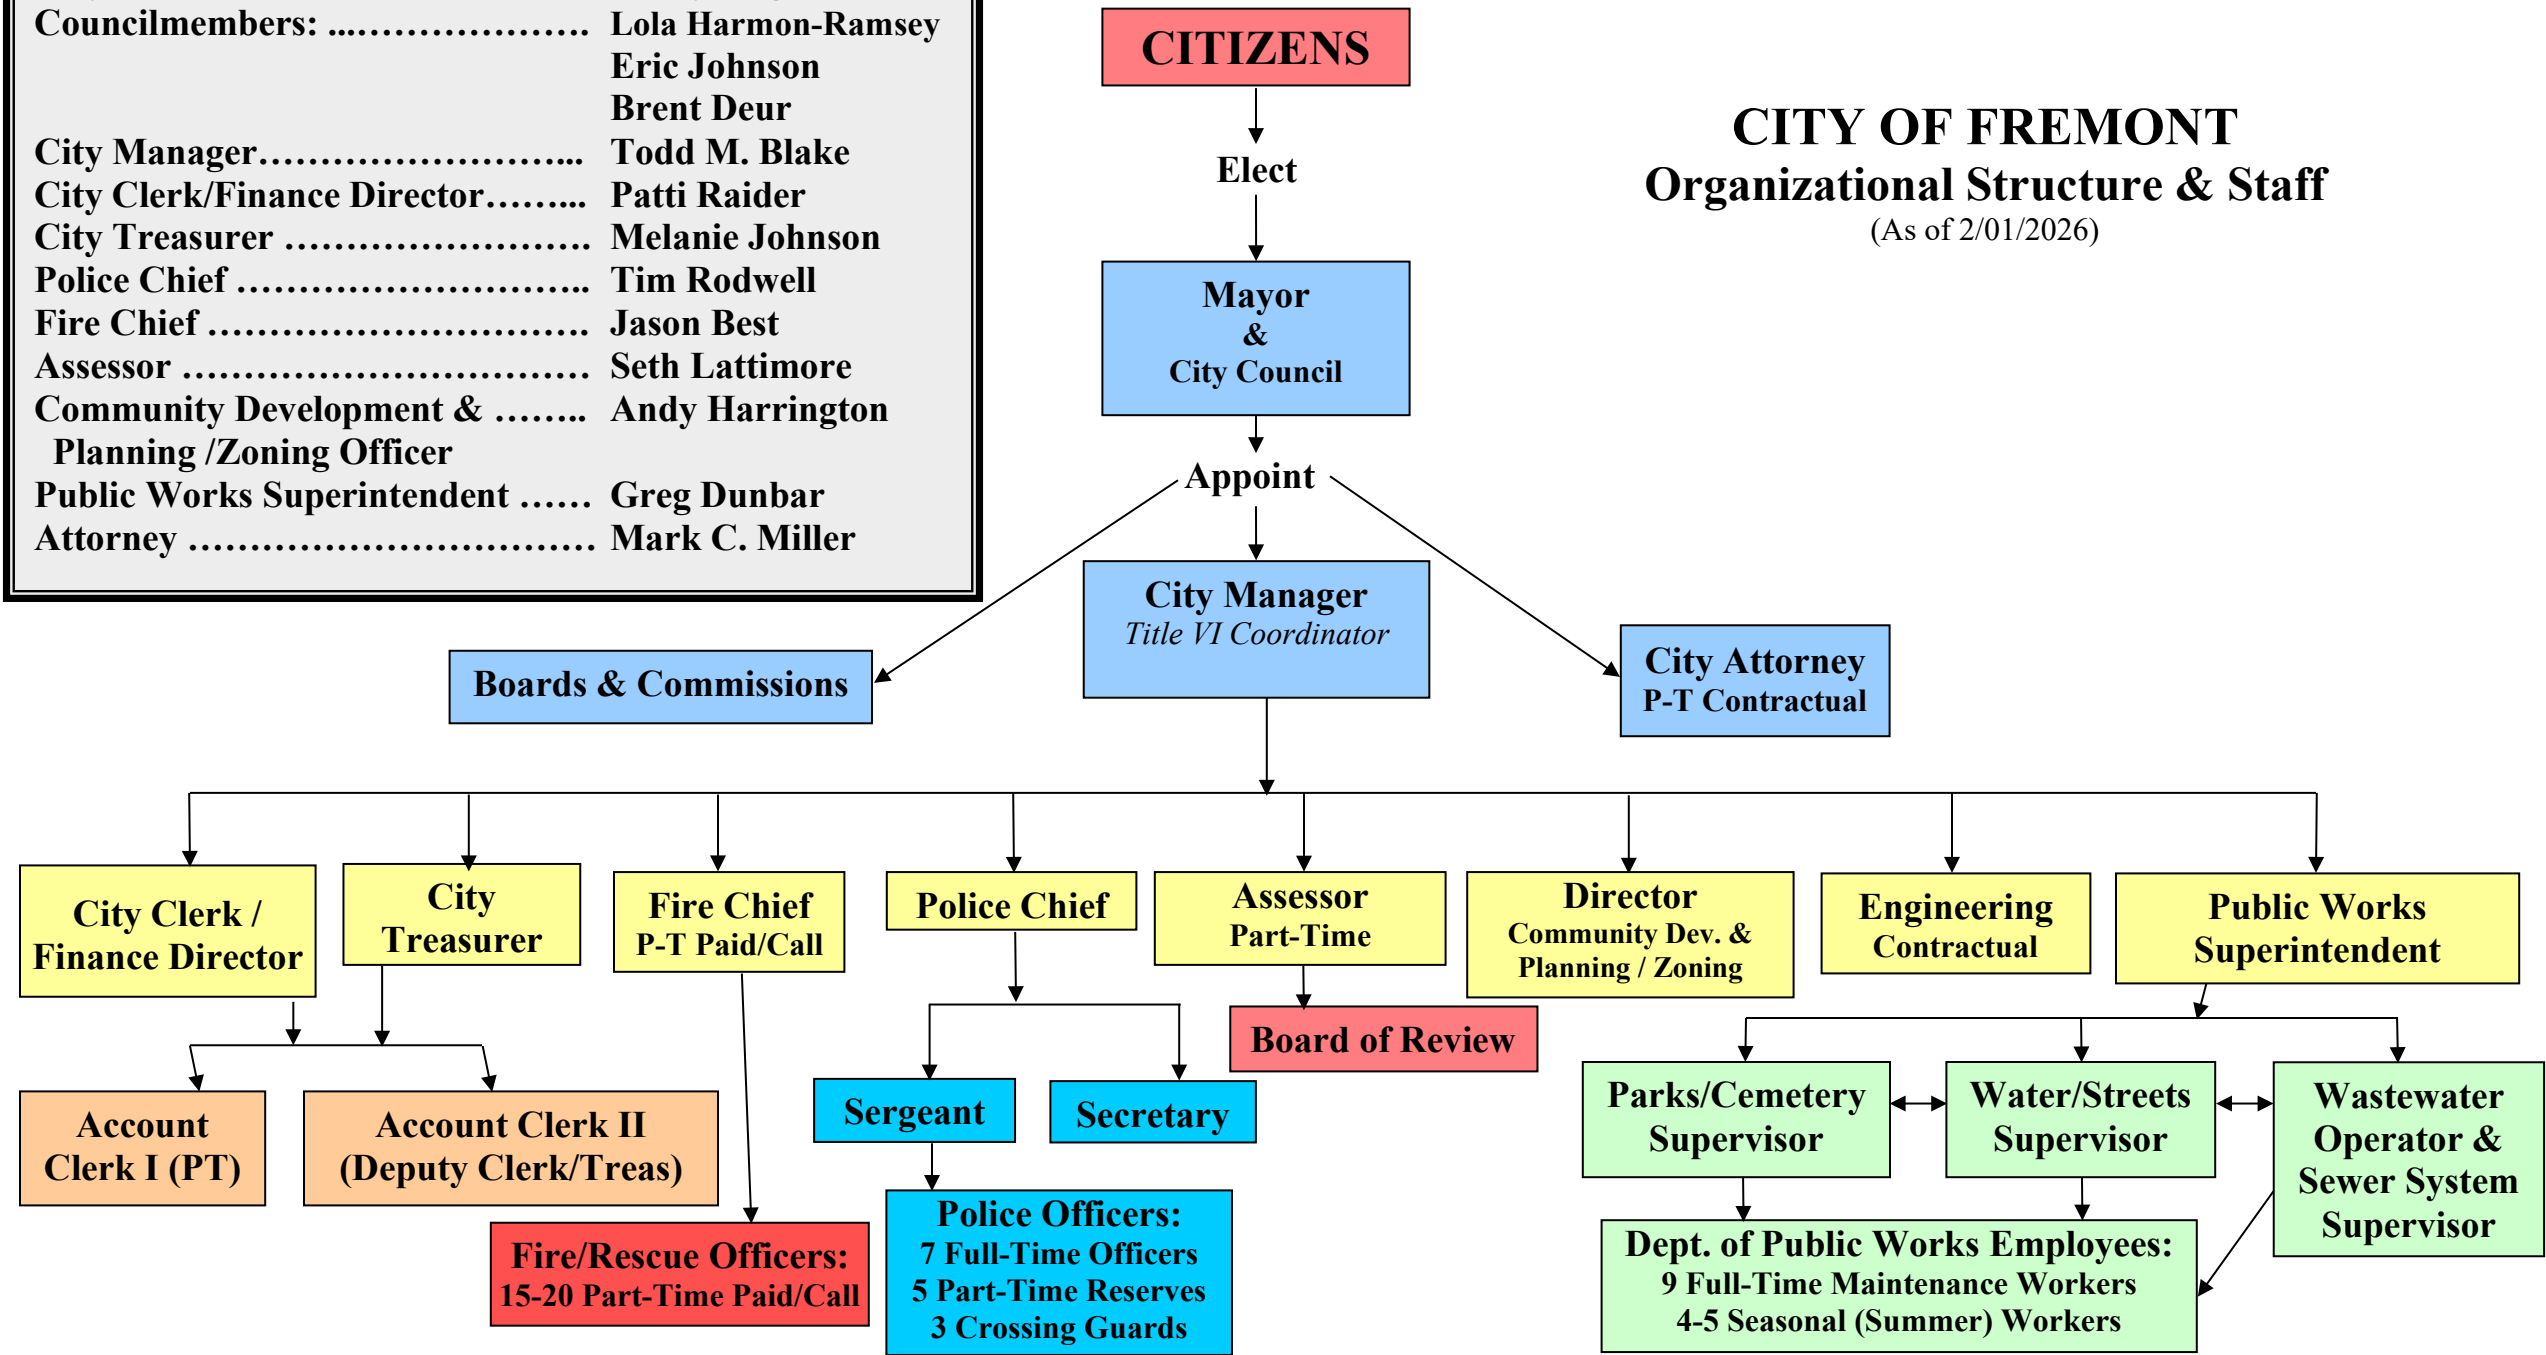 Councilmembers: ...………………. Lola Harmon-Ramsey
Eric Johnson
Brent Deur
City Manager……………………... Todd M. Blake
City Clerk/Finance Director……... Patti Raider
City Treasurer ……………………. Melanie Johnson
Police Chief ……………………….. Tim Rodwell
Fire Chief …………………………. Jason Best
Assessor …………………………… Seth Lattimore
Community Development & …….. Andy Harrington
Planning /Zoning Officer
Public Works Superintendent …… Greg Dunbar
Attorney ……………………………. Mark C. Miller
CITY OF FREMONT
Organizational Structure & Staff
(As of 2/01/2026)
CITIZENS
Elect
Mayor
&
City Council
Appoint
City Manager
Title VI Coordinator
Boards & Commissions
City Attorney
P-T Contractual
City Clerk /
Finance Director
City
Treasurer
Fire Chief
P-T Paid/Call
Police Chief
Assessor
Part-Time
Director
Community Dev. &
Planning / Zoning
Engineering
Contractual
Public Works
Superintendent
Board of Review
Account
Clerk I (PT)
Account Clerk II
(Deputy Clerk/Treas)
Sergeant
Secretary
Parks/Cemetery
Supervisor
Water/Streets
Supervisor
Wastewater
Operator &
Sewer System
Supervisor
Fire/Rescue Officers:
15-20 Part-Time Paid/Call
Police Officers:
7 Full-Time Officers
5 Part-Time Reserves
3 Crossing Guards
Dept. of Public Works Employees:
9 Full-Time Maintenance Workers
4-5 Seasonal (Summer) Workers